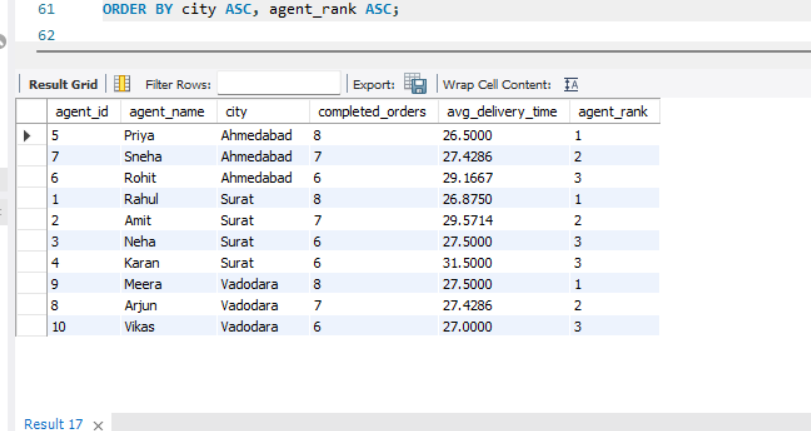 61 ORDER BY city ASC, agent_rank ASC;
62
Result Grid Filter Rows: Export: Wrap Cell Content: IA
agent_id agent_name city completed_orders avg_delivery_time agent_rank
5 Priya Ahmedabad 8 26.5000 1
7 Sneha Ahmedabad 7 27.4286 2
6 Rohit Ahmedabad 6 29.1667 3
1 Rahul Surat 8 26.8750 1
2 Amit Surat 7 29.5714 2
3 Neha Surat 6 27.5000 3
4 Karan Surat 6 31.5000 3
9 Meera Vadodara 8 27.5000 1
8 Arjun Vadodara 7 27.4286 2
10 Vikas Vadodara 6 27.0000 3
Result 17 ×